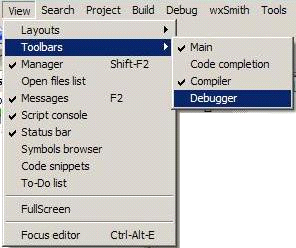 View Search Project Build Debug wxSmith Tools
Layouts
Toolbars
Manager Shift-F2
Open files list
Messages F2
Script console
Status bar
Symbols browser
Code snippets
To-Do list
FullScreen
Focus editor Ctrl-Alt-E
Main
Code completion
Compiler
Debugger